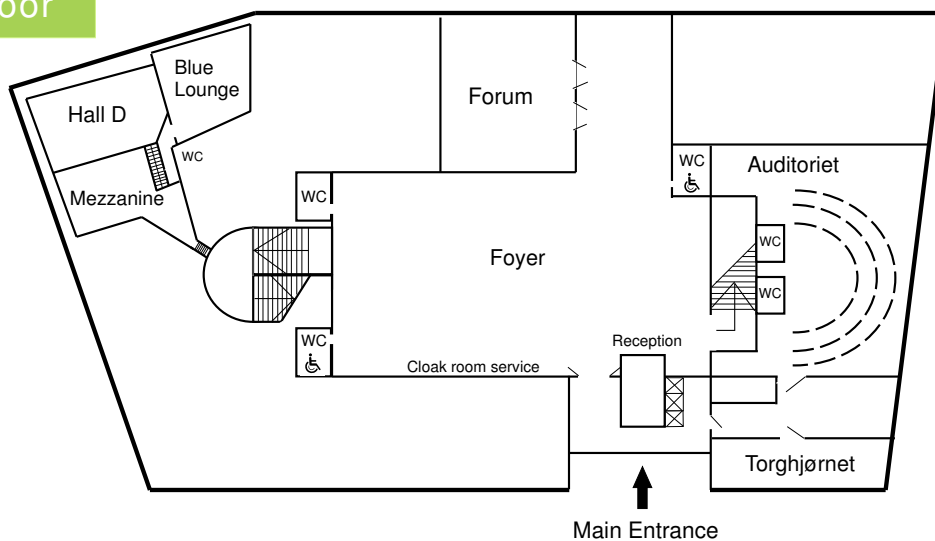 oor
Blue
Lounge
Hall D
Forum
WC
WC
Auditoriet
Mezzanine
WC
Foyer
WC
WC
WC
Reception
Cloak room service
Torghjørnet
Main Entrance